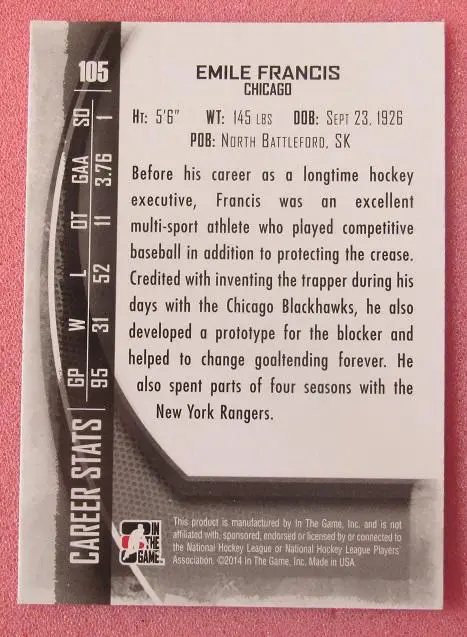 105
EMILE FRANCIS
CHICAGO
HT: 5'6" WT: 145 LBS DOB: SEPT 23, 1926
POB: NORTH BATTLEFORD, SK
Before his career as a longtime hockey
executive, Francis was an excellent
multi-sport athlete who played competitive
baseball in addition to protecting the crease.
Credited with inventing the trapper during his
days with the Chicago Blackhawks, he also
developed a prototype for the blocker and
helped to change goaltending forever. He
also spent parts of four seasons with the
New York Rangers.
CAREER STATS
GP W L OT GAA SO
95 31 52 11 3.76 1
IN
THE
GAME
This product is manufactured by In The Game, Inc. and is not
affiliated with, sponsored, endorsed or licensed by or connected to
the National Hockey League or National Hockey League Players'
Association. ©2014 In The Game, Inc. Made in USA.